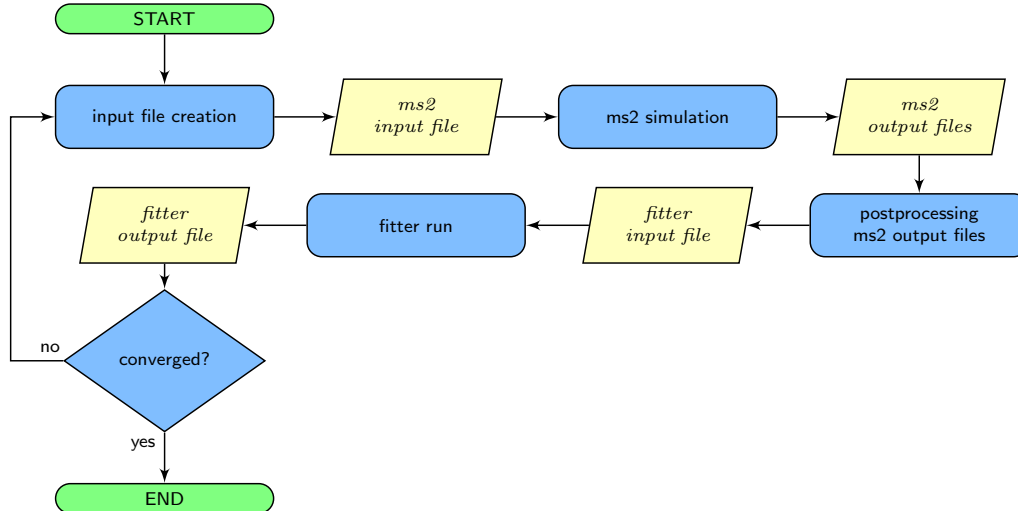 START
input file creation
ms2
input file
ms2 simulation
ms2
output files
postprocessing
ms2 output files
fitter
input file
fitter run
fitter
output file
converged?
no
yes
END